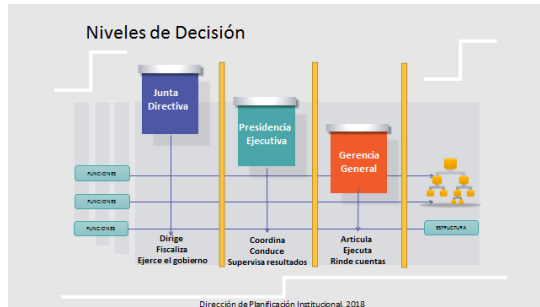 Niveles de Decisión
Junta
Directiva
Presidencia
Ejecutiva
Gerencia
General
FUNCIONES
FUNCIONES
FUNCIONES
ESTRUCTURA
Dirige
Fiscaliza
Ejerce el gobierno
Coordina
Conduce
Supervisa resultados
Articula
Ejecuta
Rinde cuentas
Dirección de Planificación Institucional, 2018